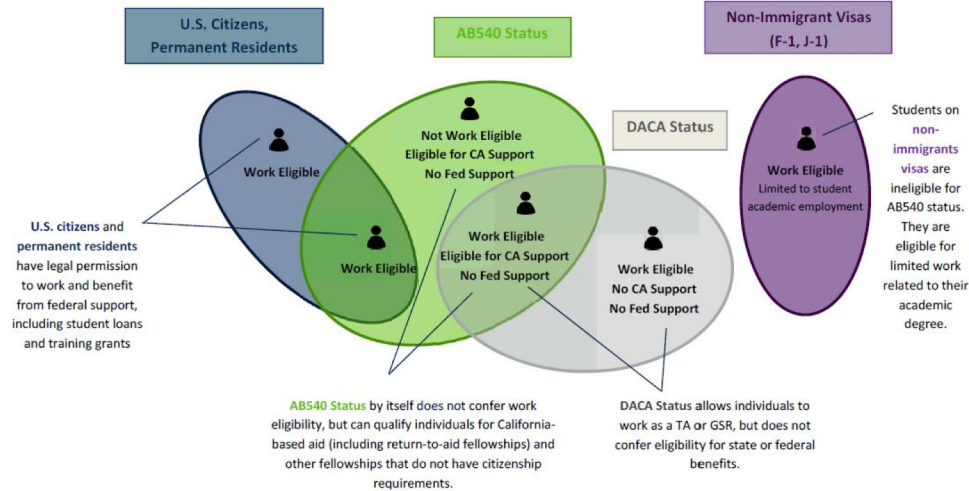 U.S. Citizens,
Permanent Residents
AB540 Status
Non-Immigrant Visas
(F-1, J-1)
DACA Status
Work Eligible
Not Work Eligible
Eligible for CA Support
No Fed Support
Work Eligible
Work Eligible
Eligible for CA Support
No Fed Support
Work Eligible
No CA Support
No Fed Support
Work Eligible
Limited to student
academic employment
Students on
non-
immigrants
visas are
ineligible for
AB540 status.
They are
eligible for
limited work
related to their
academic
degree.
U.S. citizens and
permanent residents
have legal permission
to work and benefit
from federal support,
including student loans
and training grants
AB540 Status by itself does not confer work
eligibility, but can qualify individuals for California-
based aid (including return-to-aid fellowships) and
other fellowships that do not have citizenship
requirements.
DACA Status allows individuals to
work as a TA or GSR, but does not
confer eligibility for state or federal
benefits.